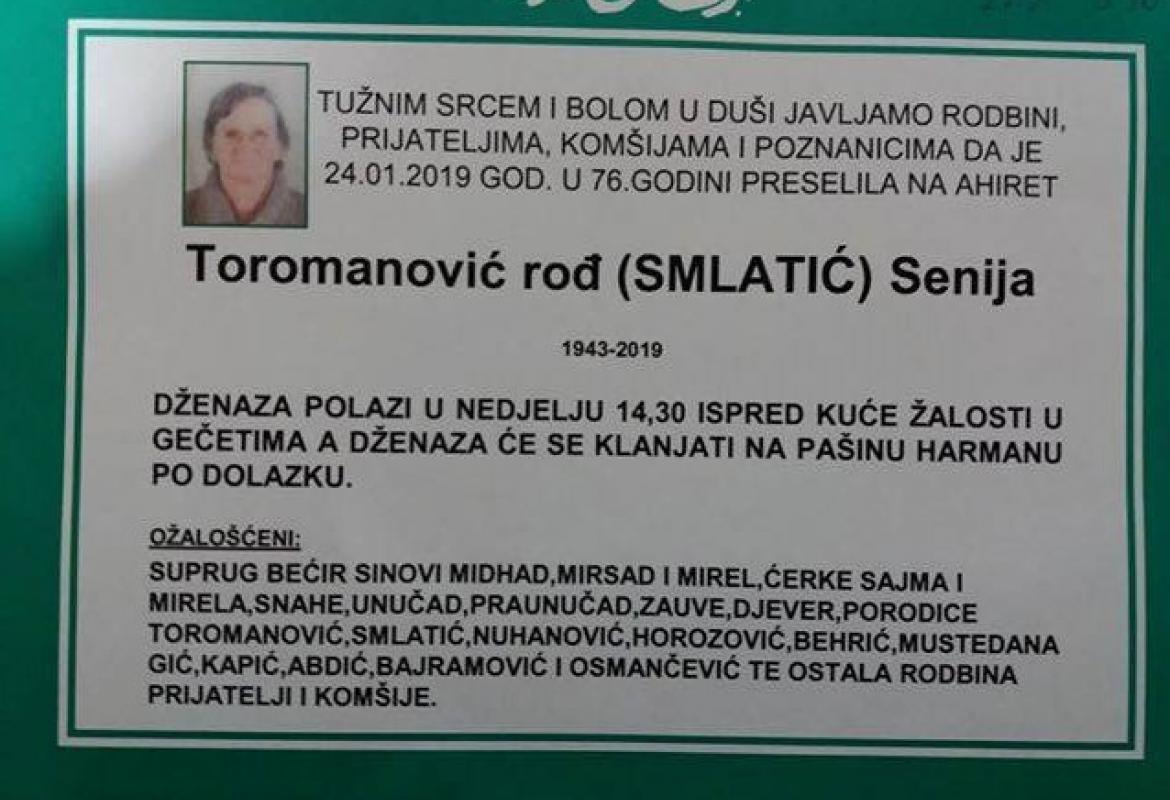 TUŽNIM SRCEM I BOLOM U DUŠI JAVLJAMO RODBINI,
PRIJATELJIMA, KOMŠIJAMA I POZNANICIMA DA JE
24.01.2019 GOD. U 76.GODINI PRESELILA NA AHIRET
Toromanović rođ (SMLATIĆ) Senija
1943-2019
DŽENAZA POLAZI U NEDJELJU 14,30 ISPRED KUĆE ŽALOSTI U
GEČETIMA A DŽENAZA ĆE SE KLANJATI NA PAŠINU HARMANU
PO DOLAZKU.
OŽALOŠĆENI:
SUPRUG BEĆIR SINOVI MIDHAD,MIRSAD I MIREL,ĆERKE SAJMA I
MIRELA,SNAHE,UNUČAD,PRAUNUČAD,ZAUVE,DJEVER,PORODICE
TOROMANOVIĆ,SMLATIĆ,NUHANOVIĆ,HOROZOVIĆ,BEHRIĆ,MUSTEDANA
GIĆ,KAPIĆ,ABDIĆ,BAJRAMOVIĆ I OSMANČEVIĆ TE OSTALA RODBINA
PRIJATELJI I KOMŠIJE.